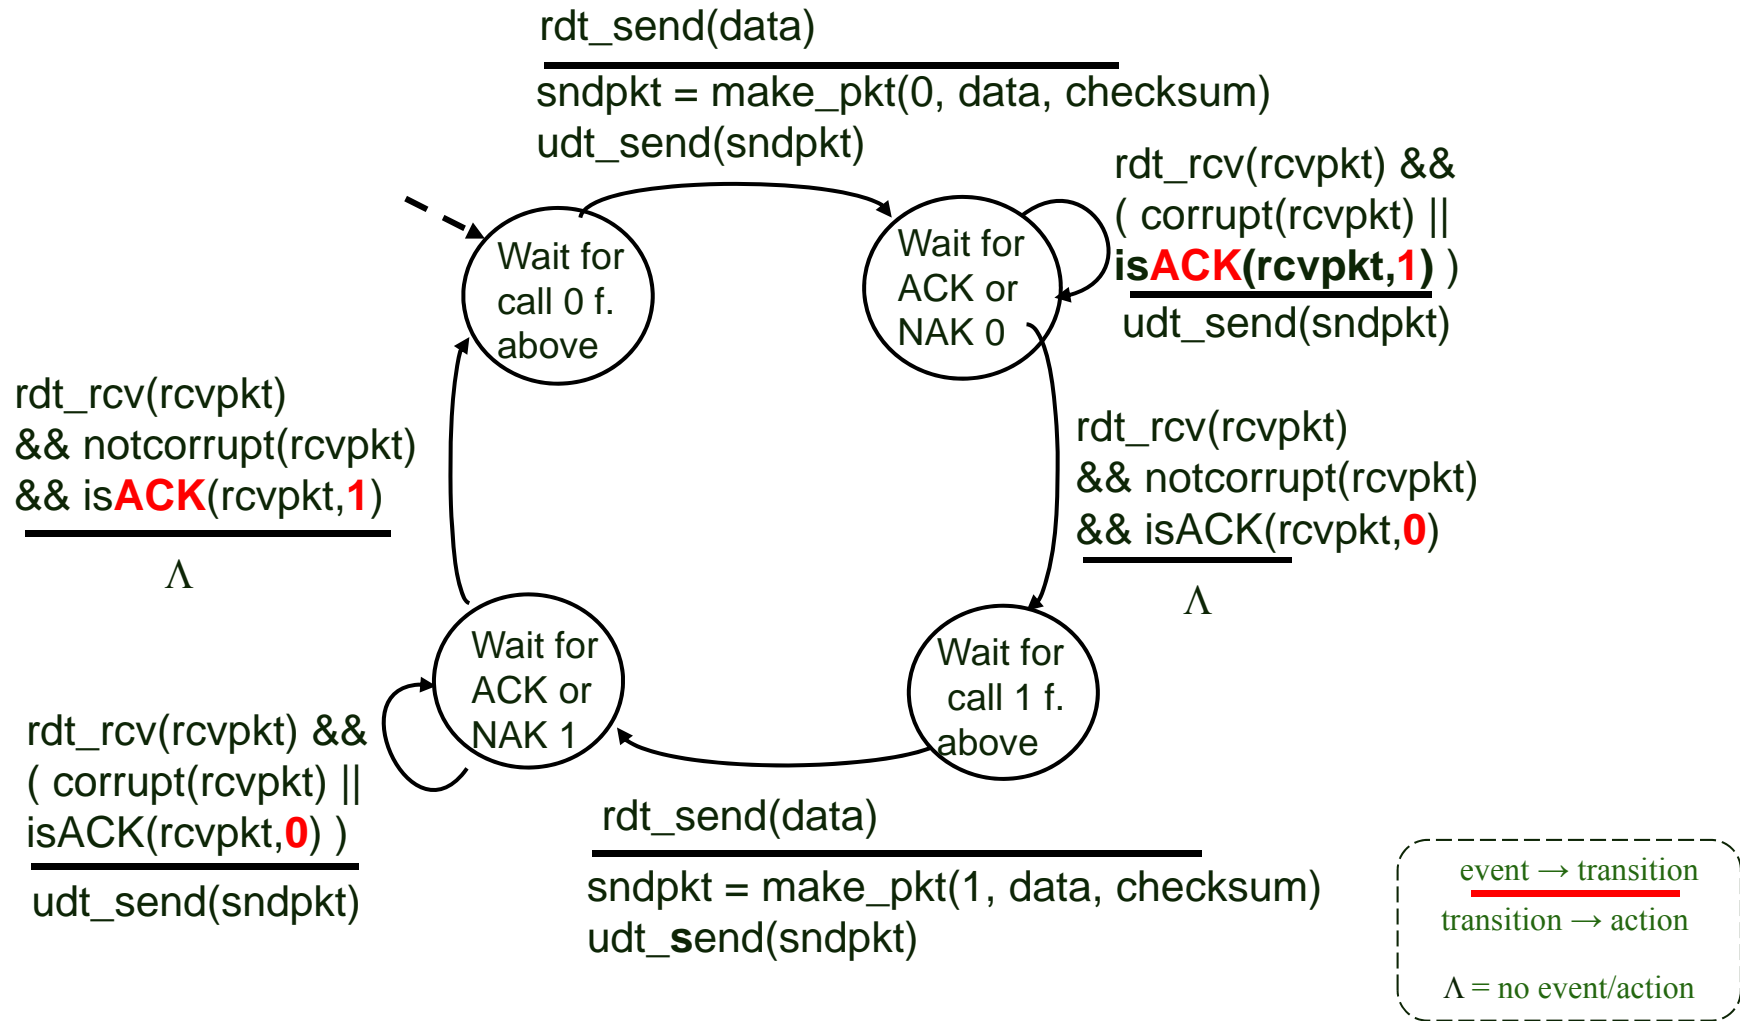 rdt_send(data)
sndpkt = make_pkt(0, data, checksum)
udt_send(sndpkt)
rdt_rcv(rcvpkt) &&
( corrupt(rcvpkt) ||
isACK(rcvpkt,1) )
udt_send(sndpkt)
Wait for
call 0 f.
above
Wait for
ACK or
NAK 0
rdt_rcv(rcvpkt)
&& notcorrupt(rcvpkt)
&& isACK(rcvpkt,1)
Λ
rdt_rcv(rcvpkt)
&& notcorrupt(rcvpkt)
&& isACK(rcvpkt,0)
Λ
Wait for
ACK or
NAK 1
Wait for
call 1 f.
above
rdt_rcv(rcvpkt) &&
( corrupt(rcvpkt) ||
isACK(rcvpkt,0) )
udt_send(sndpkt)
rdt_send(data)
sndpkt = make_pkt(1, data, checksum)
udt_send(sndpkt)
event → transition
transition → action
Λ = no event/action